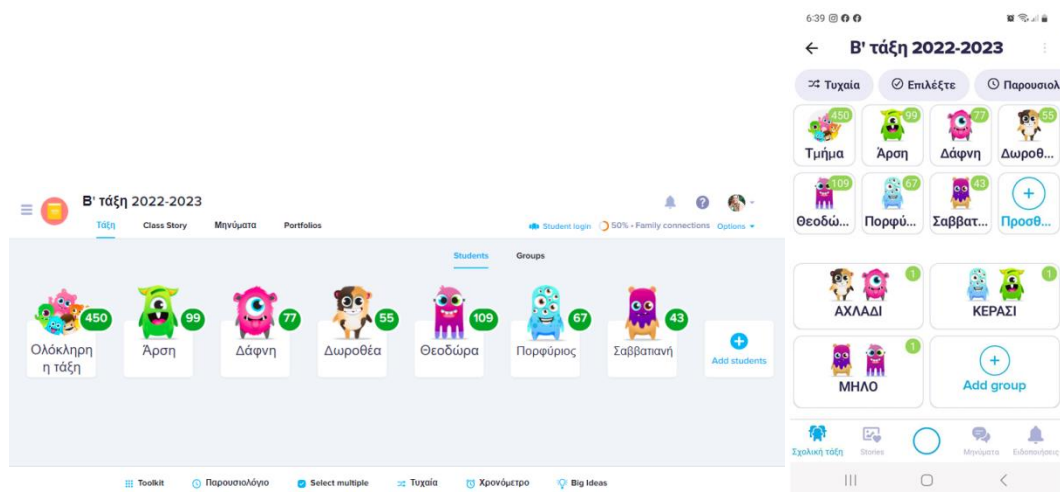 Β' τάξη 2022-2023
Τάξη Class Story Μηνύματα Portfolios
Student login 50% • Family connections Options
Students Groups
450 99 77 55 109 67 43
Ολόκληρη η τάξη
Άρση
Δάφνη
Δωροθέα
Θεοδώρα
Πορφύριος
Σαββατιανή
Add students
Toolkit Παρουσιολόγιο Select multiple Τυχαία Χρονόμετρο Big Ideas
6:39
Β' τάξη 2022-2023
Τυχαία Επιλέξτε Παρουσιολ
450 99 77 55
Τμήμα Άρση Δάφνη Δωροθ...
109 67 43
Θεοδώ... Πορφύ... Σαββατ... Προσθ...
1 1
ΑΧΛΑΔΙ ΚΕΡΑΣΙ
1
ΜΗΛΟ Add group
Σχολική τάξη Stories Μηνύματα Ειδοποιήσεις